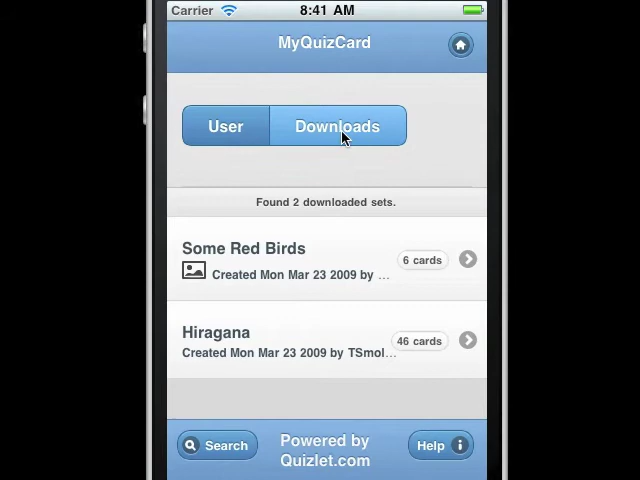 Carrier 8:41 AM
MyQuizCard
User Downloads
Found 2 downloaded sets.
Some Red Birds
6 cards
Created Mon Mar 23 2009 by ...
Hiragana
46 cards
Created Mon Mar 23 2009 by TSmol...
Search
Powered by
Quizlet.com
Help i